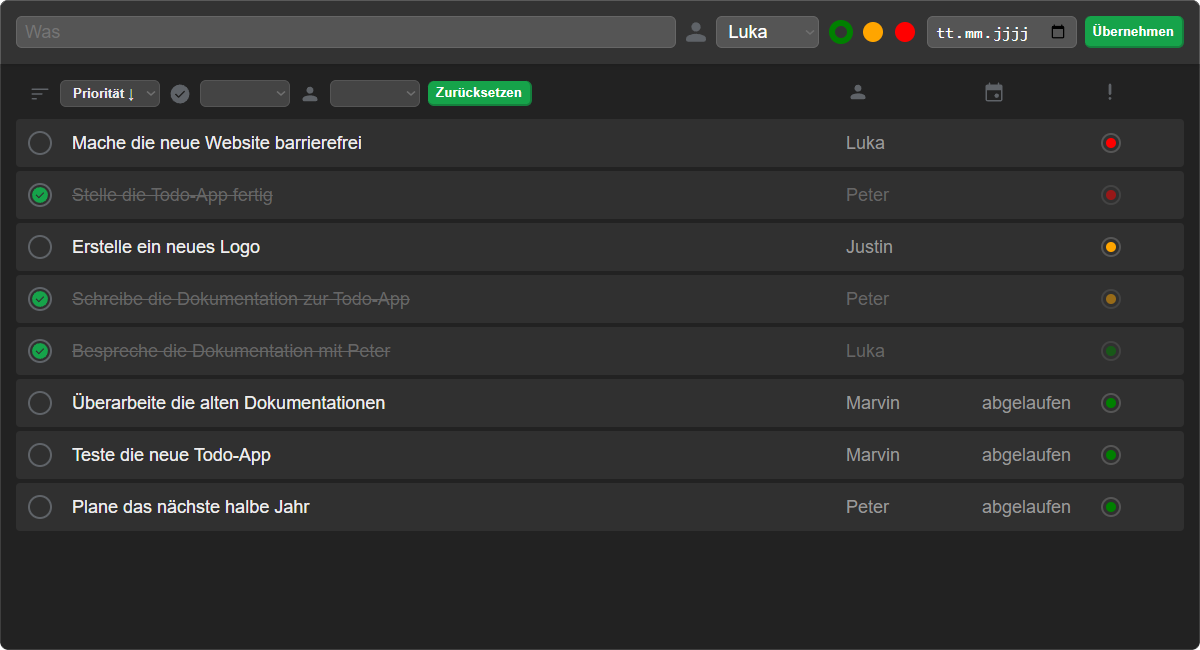 Was Luka tt.mm.jjjj Übernehmen
Priorität ↓ Zurücksetzen
Mache die neue Website barrierefrei Luka
Stelle die Todo-App fertig Peter
Erstelle ein neues Logo Justin
Schreibe die Dokumentation zur Todo-App Peter
Bespreche die Dokumentation mit Peter Luka
Überarbeite die alten Dokumentationen Marvin abgelaufen
Teste die neue Todo-App Marvin abgelaufen
Plane das nächste halbe Jahr Peter abgelaufen